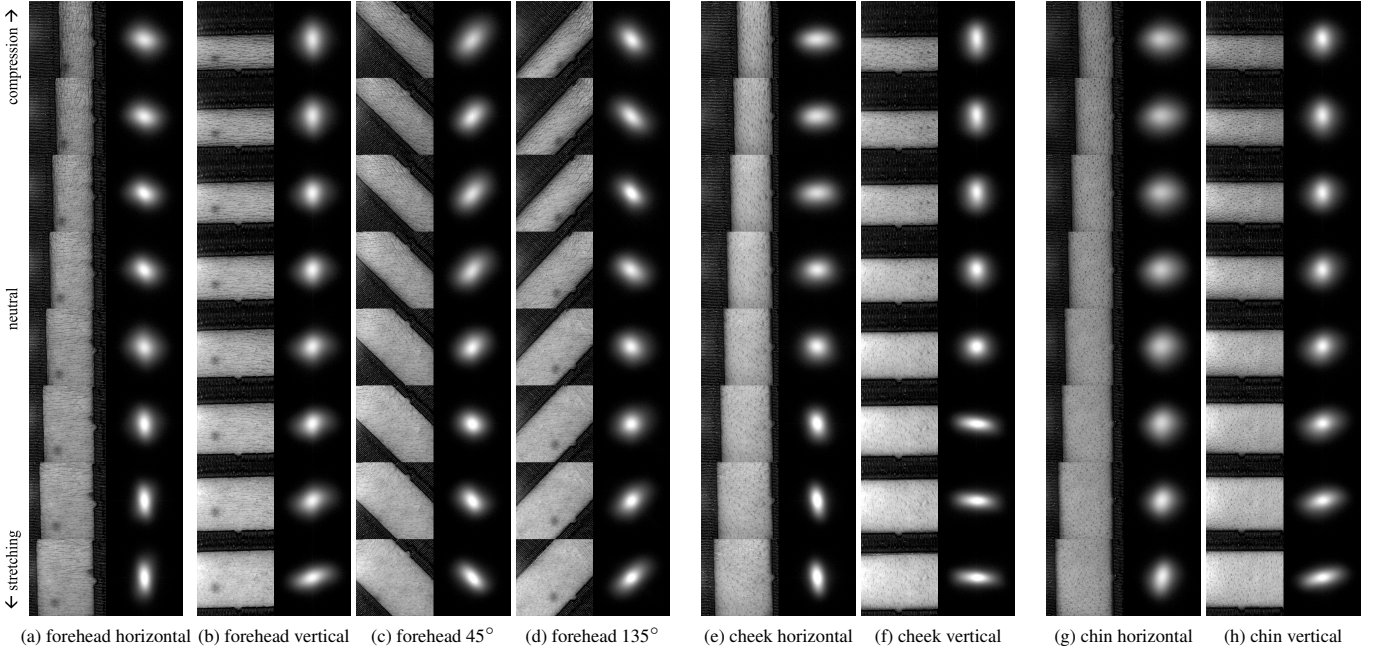 compression →
neutral
← stretching
(a) forehead horizontal
(b) forehead vertical
(c) forehead 45°
(d) forehead 135°
(e) cheek horizontal
(f) cheek vertical
(g) chin horizontal
(h) chin vertical